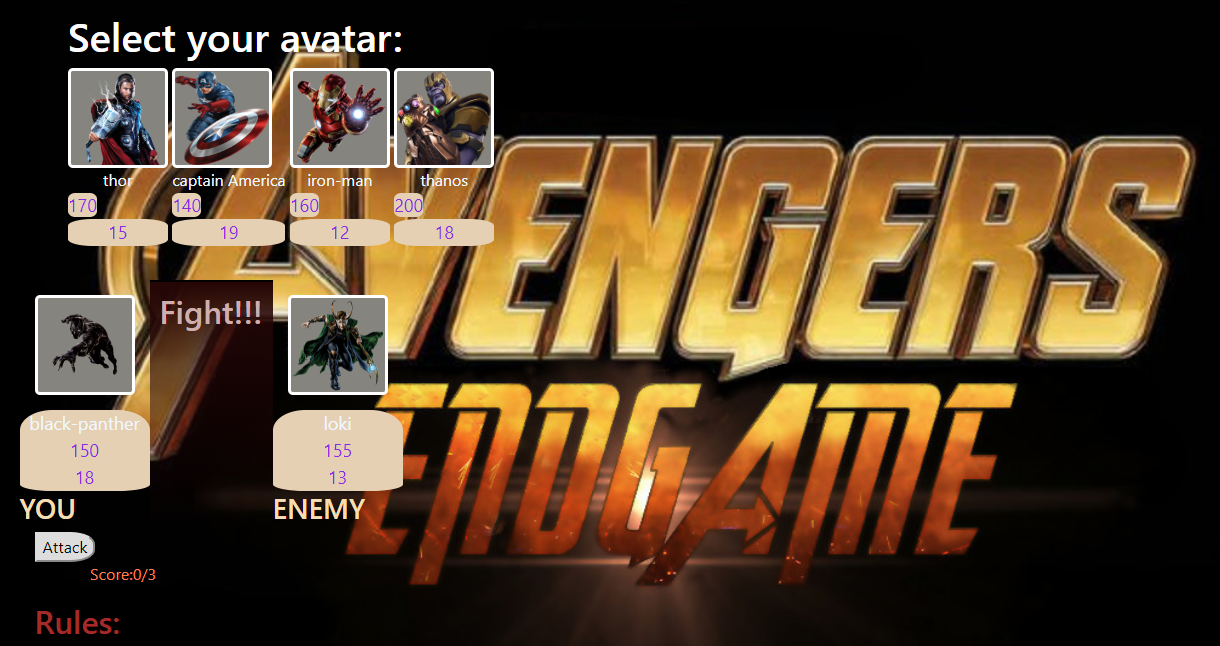 Select your avatar:
thor captain America iron-man thanos
170 140 160 200
15 19 12 18
AVENGERS
ENDGAME
Fight!!!
black-panther loki
150 155
18 13
YOU ENEMY
Attack
Score:0/3
Rules: